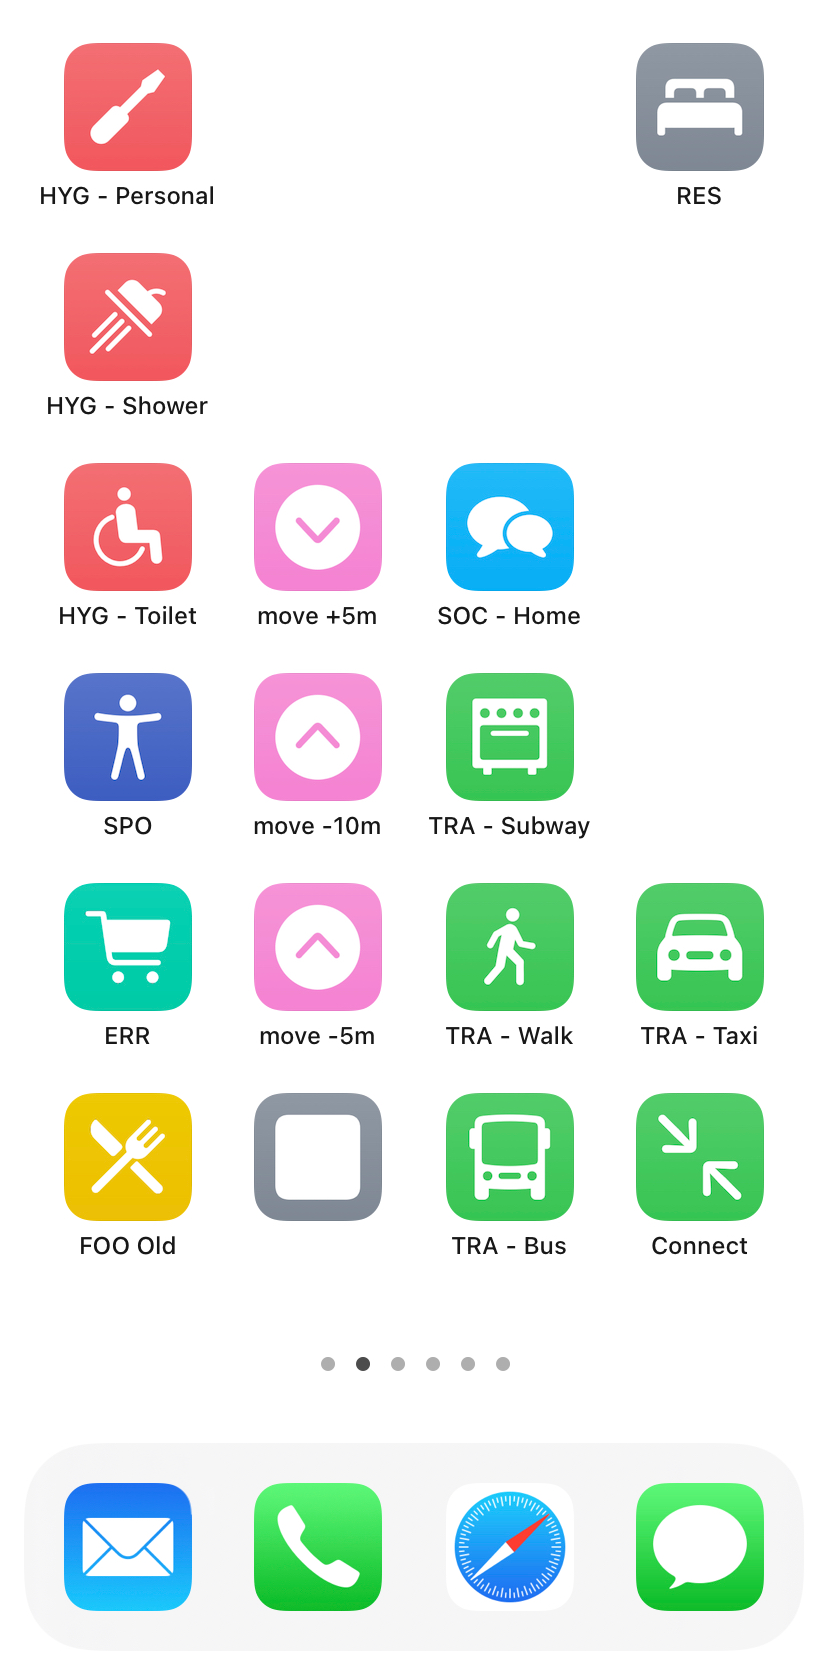 HYG - Personal
RES
HYG - Shower
HYG - Toilet
move +5m
SOC - Home
SPO
move -10m
TRA - Subway
ERR
move -5m
TRA - Walk
TRA - Taxi
FOO Old
TRA - Bus
Connect